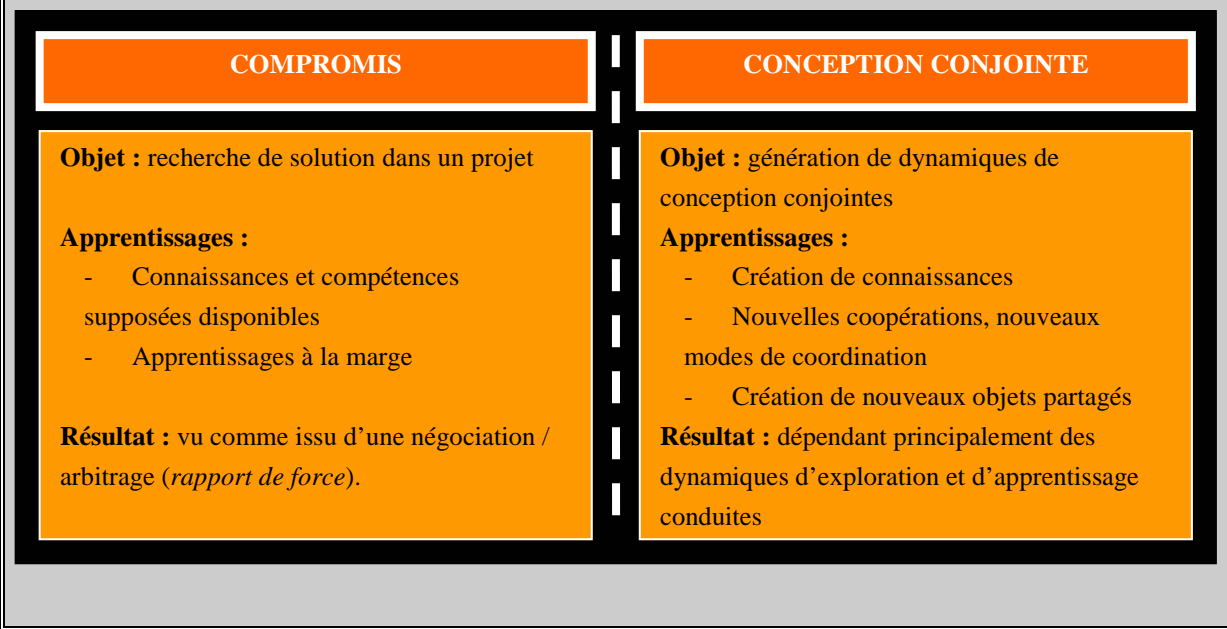 COMPROMIS
Objet : recherche de solution dans un projet
Apprentissages :
- Connaissances et compétences
supposées disponibles
- Apprentissages à la marge
Résultat : vu comme issu d’une négociation /
arbitrage (rapport de force).
CONCEPTION CONJOINTE
Objet : génération de dynamiques de
conception conjointes
Apprentissages :
- Création de connaissances
- Nouvelles coopérations, nouveaux
modes de coordination
- Création de nouveaux objets partagés
Résultat : dépendant principalement des
dynamiques d’exploration et d’apprentissage
conduites